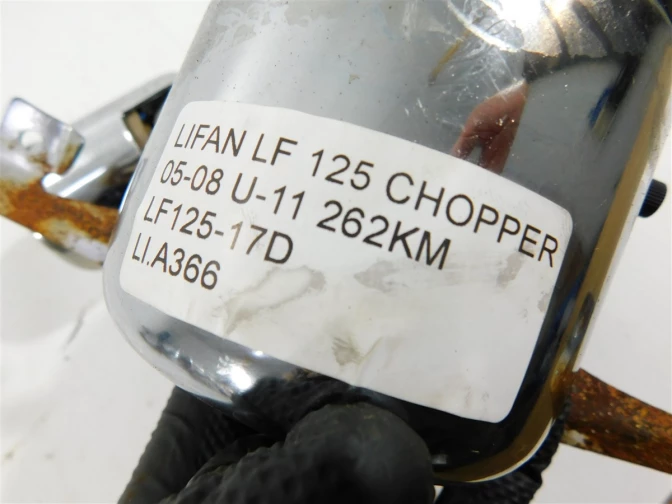 LIFAN LF 125 CHOPPER
05-08 U-11 262KM
LF125-17D
LI.A366